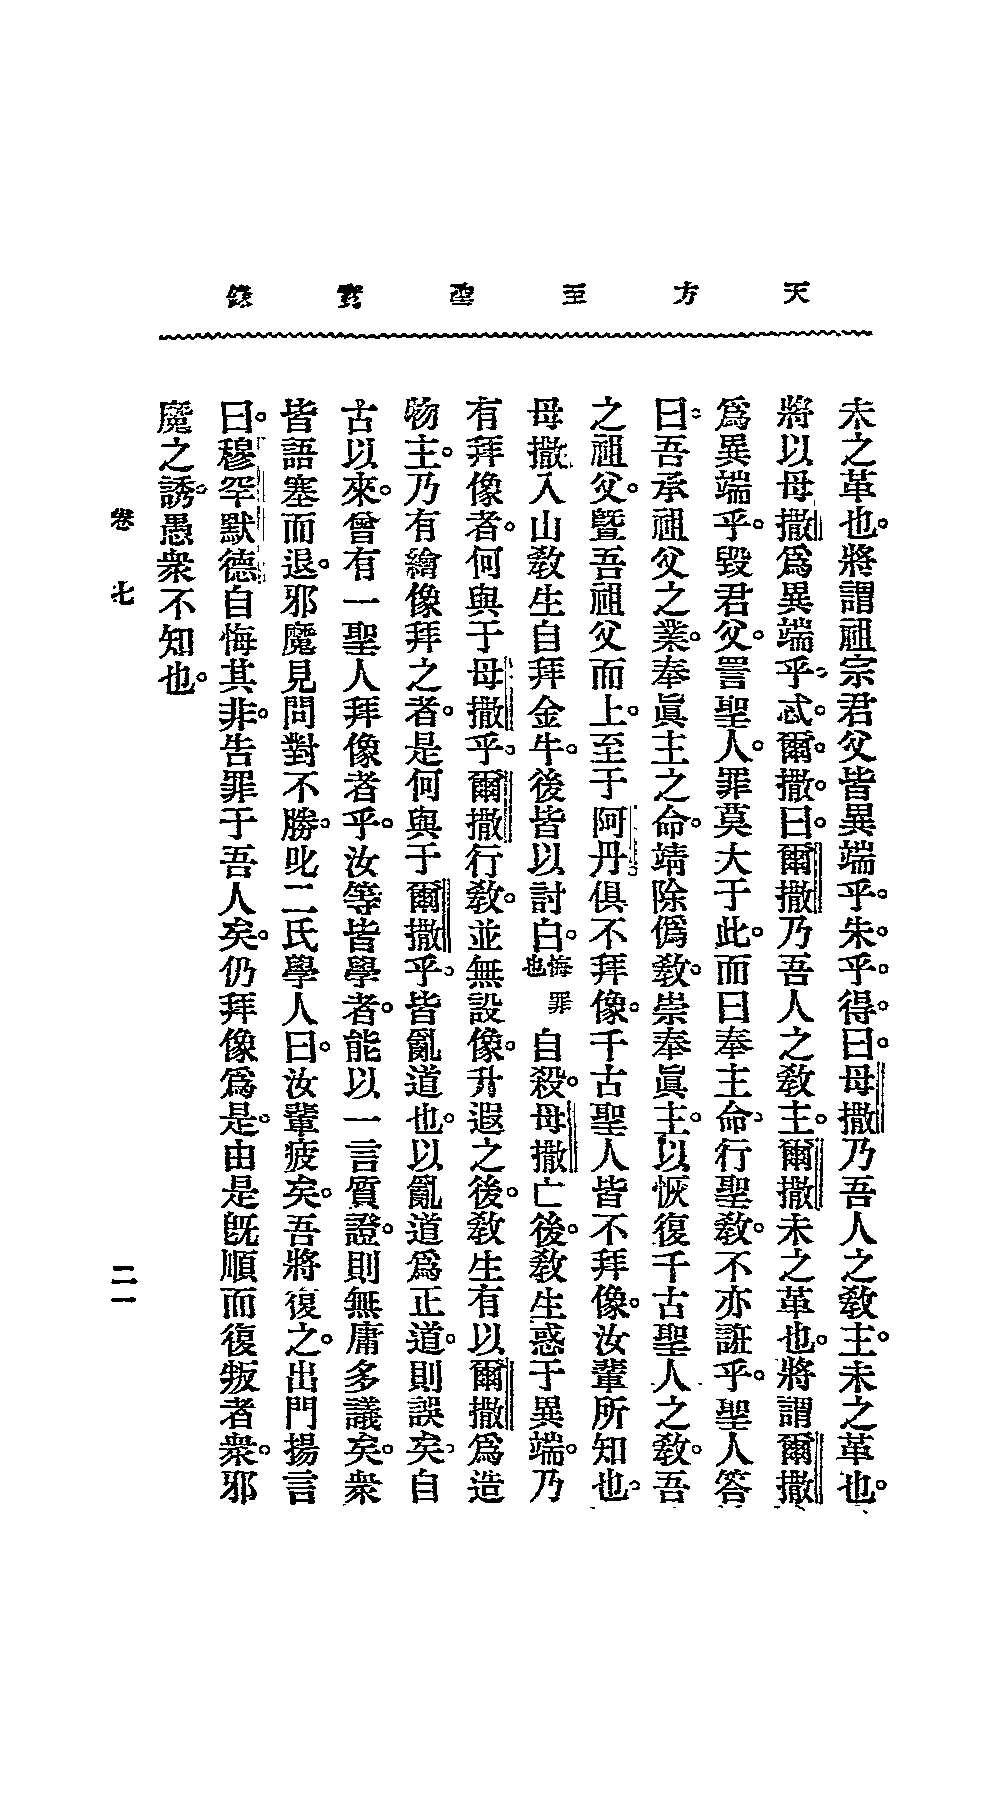 天方至聖實錄
未之革也。將謂祖宗君父皆異端乎。朱乎。得。曰。母撒乃吾人之敎主。未之革也。
將以母撒爲異端乎。忒。爾。撒。曰。爾撒乃吾人之敎主。爾撒未之革也。將謂爾撒
爲異端乎。毀君父。詈聖人。罪莫大于此。而曰奉主命。行聖敎。不亦誣乎。聖人答
曰。吾承祖父之業。奉眞主之命。靖除僞敎。崇奉眞主。以恢復千古聖人之敎。吾
之祖父。曁吾祖父而上。至于阿丹。俱不拜像。千古聖人皆不拜像。汝輩所知也。
母撒入山敎生自拜金牛。後皆以討白。悔罪也自殺。母撒亡後。敎生惑于異端。乃
有拜像者。何與于母撒乎。爾撒行敎。並無設像。升遐之後。敎生有以爾撒爲造
物主。乃有繪像拜之者。是何與于爾撒乎。皆亂道也。以亂道爲正道。則誤矣。自
古以來。曾有一聖人拜像者乎。汝等皆學者。能以一言質證。則無庸多議矣。衆
皆語塞而退。邪魔見問對不勝。叱二氏學人曰。汝輩疲矣。吾將復之。出門揚言
曰。穆罕默德自悔其非。告罪于吾人矣。仍拜像爲是。由是旣順而復叛者衆。邪
魔之誘。愚衆不知也。
卷七
二一